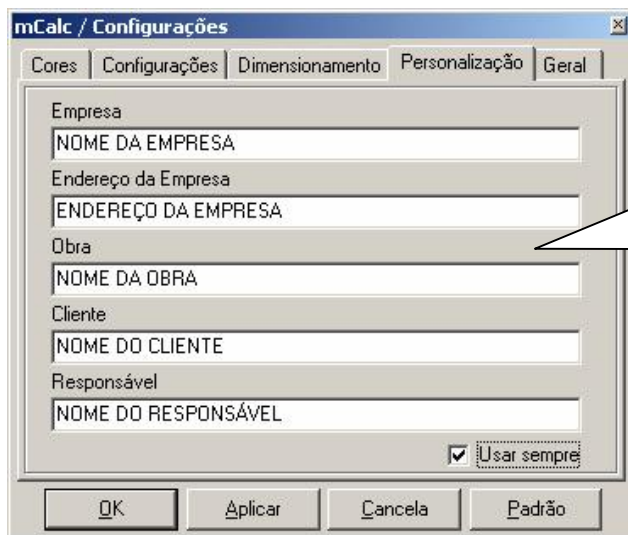 mCalc / Configurações
Cores Configurações Dimensionamento Personalização Geral
Empresa
NOME DA EMPRESA
Endereço da Empresa
ENDEREÇO DA EMPRESA
Obra
NOME DA OBRA
Cliente
NOME DO CLIENTE
Responsável
NOME DO RESPONSÁVEL
Usar sempre
OK Aplicar Cancela Padrão